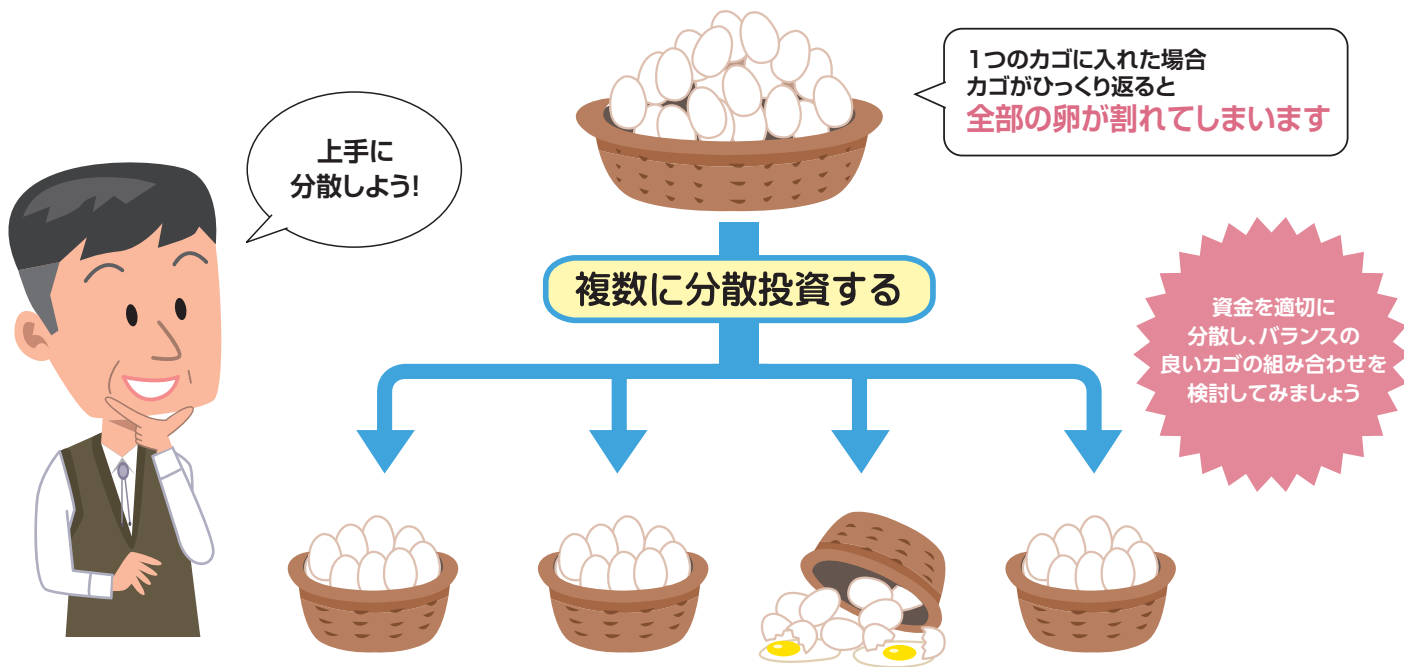 1つのカゴに入れた場合
カゴがひっくり返ると
全部の卵が割れてしまいます
上手に
分散しよう!
複数に分散投資する
資金を適切に
分散し、バランスの
良いカゴの組み合わせを
検討してみましょう